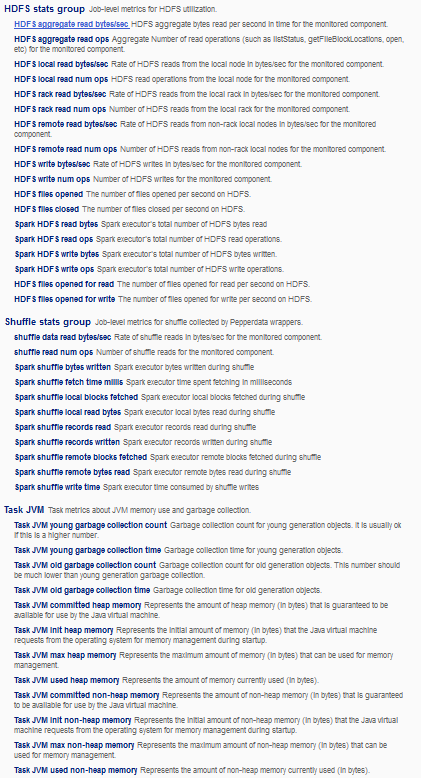 HDFS stats group Job-level metrics for HDFS utilization.
HDFS aggregate read bytes/sec HDFS aggregate bytes read per second in time for the monitored component.
HDFS aggregate read ops Aggregate Number of read operations (such as listStatus, getFileBlockLocations, open,
etc) for the monitored component.
HDFS local read bytes/sec Rate of HDFS reads from the local node in bytes/sec for the monitored component.
HDFS local read num ops HDFS read operations from the local node for the monitored component.
HDFS rack read bytes/sec Rate of HDFS reads from the local rack in bytes/sec for the monitored component.
HDFS rack read num ops Number of HDFS reads from the local rack for the monitored component.
HDFS remote read bytes/sec Rate of HDFS reads from non-rack local nodes in bytes/sec for the monitored
component.
HDFS remote read num ops Number of HDFS reads from non-rack local nodes for the monitored component.
HDFS write bytes/sec Rate of HDFS writes in bytes/sec for the monitored component.
HDFS write num ops Number of HDFS writes for the monitored component.
HDFS files opened The number of files opened per second on HDFS.
HDFS files closed The number of files closed per second on HDFS.
Spark HDFS read bytes Spark executor's total number of HDFS bytes read
Spark HDFS read ops Spark executor's total number of HDFS read operations.
Spark HDFS write bytes Spark executor's total number of HDFS bytes written.
Spark HDFS write ops Spark executor's total number of HDFS write operations.
HDFS files opened for read The number of files opened for read per second on HDFS.
HDFS files opened for write The number of files opened for write per second on HDFS.
Shuffle stats group Job-level metrics for shuffle collected by Pepperdata wrappers.
shuffle data read bytes/sec Rate of shuffle reads in bytes/sec for the monitored component.
shuffle read num ops Number of shuffle reads for the monitored component.
Spark shuffle bytes written Spark executor bytes written during shuffle
Spark shuffle fetch time millis Spark executor time spent fetching in milliseconds
Spark shuffle local blocks fetched Spark executor local blocks fetched during shuffle
Spark shuffle local read bytes Spark executor local bytes read during shuffle
Spark shuffle records read Spark executor records read during shuffle
Spark shuffle records written Spark executor records written during shuffle
Spark shuffle remote blocks fetched Spark executor remote blocks fetched during shuffle
Spark shuffle remote bytes read Spark executor remote bytes read during shuffle
Spark shuffle write time Spark executor time consumed by shuffle writes
Task JVM Task metrics about JVM memory use and garbage collection.
Task JVM young garbage collection count Garbage collection count for young generation objects. It is usually ok
if this is a higher number.
Task JVM young garbage collection time Garbage collection time for young generation objects.
Task JVM old garbage collection count Garbage collection count for old generation objects. This number should
be much lower than young generation garbage collection.
Task JVM old garbage collection time Garbage collection time for old generation objects.
Task JVM committed heap memory Represents the amount of heap memory (in bytes) that is guaranteed to be
available for use by the Java virtual machine.
Task JVM init heap memory Represents the initial amount of memory (in bytes) that the Java virtual machine
requests from the operating system for memory management during startup.
Task JVM max heap memory Represents the maximum amount of memory (in bytes) that can be used for memory
management.
Task JVM used heap memory Represents the amount of memory currently used (in bytes).
Task JVM committed non-heap memory Represents the amount of non-heap memory (in bytes) that is guaranteed
to be available for use by the Java virtual machine.
Task JVM init non-heap memory Represents the initial amount of non-heap memory (in bytes) that the Java virtual
machine requests from the operating system for memory management during startup.
Task JVM max non-heap memory Represents the maximum amount of non-heap memory (in bytes) that can be
used for memory management.
Task JVM used non-heap memory Represents the amount of non-heap memory currently used (in bytes).